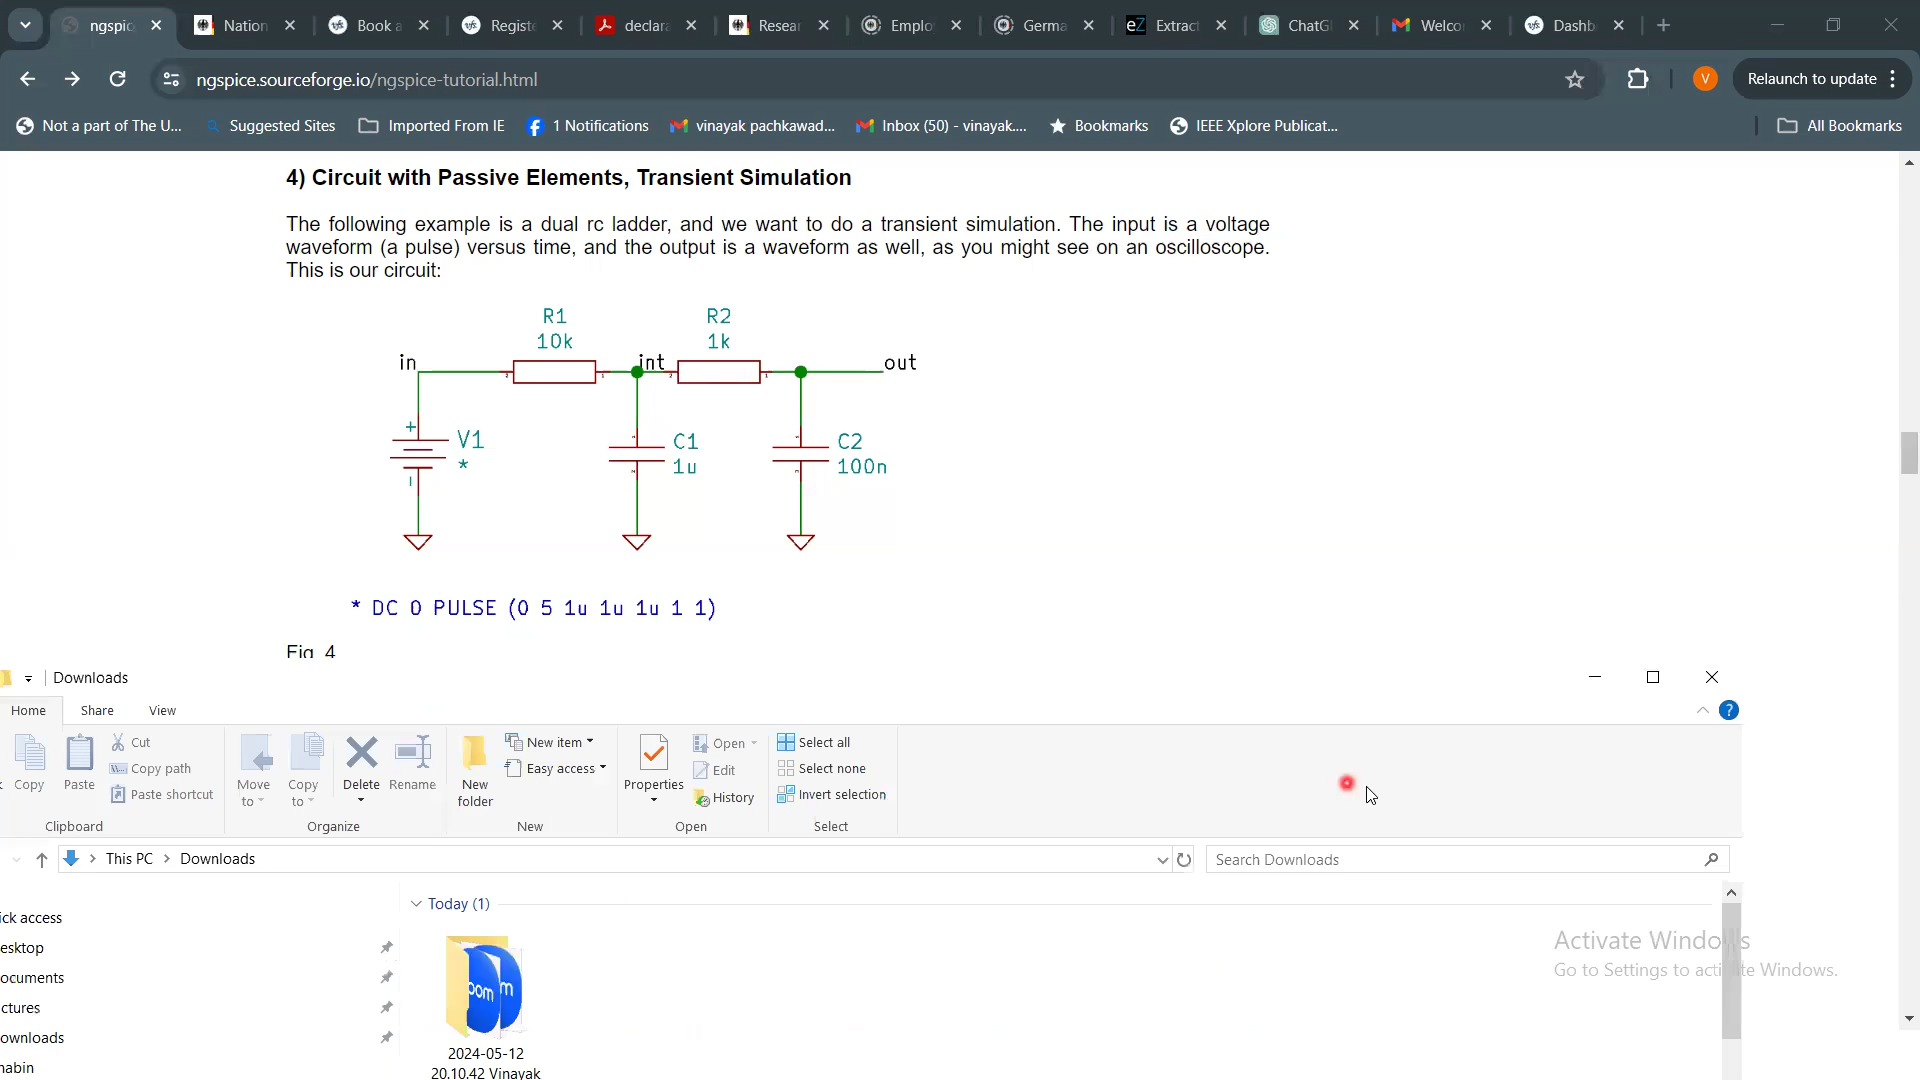 ngspic
Nation
Book a
Registe
declara
Resear
Emplo
Germa
Extract
ChatG
Welco
Dashb
ngspice.sourceforge.io/ngspice-tutorial.html
V
Relaunch to update
Not a part of The U...
Suggested Sites
Imported From IE
1 Notifications
vinayak pachkawad...
Inbox (50) - vinayak....
Bookmarks
IEEE Xplore Publicat...
All Bookmarks
4) Circuit with Passive Elements, Transient Simulation
The following example is a dual rc ladder, and we want to do a transient simulation. The input is a voltage
waveform (a pulse) versus time, and the output is a waveform as well, as you might see on an oscilloscope.
This is our circuit:
R1
10k
R2
1k
in
int
out
+
V1
*
C1
1u
C2
100n
* DC 0 PULSE (0 5 1u 1u 1u 1 1)
Fig 4
Downloads
Home
Share
View
Copy
Paste
Cut
Copy path
Paste shortcut
Clipboard
Move to
Copy to
Delete
Rename
Organize
New folder
New item
Easy access
New
Properties
Open
Edit
History
Open
Select all
Select none
Invert selection
Select
This PC
Downloads
Search Downloads
ick access
esktop
ocuments
ctures
ownloads
nabin
Today (1)
oom
m
2024-05-12
20.10.42 Vinayak
Activate Windows
Go to Settings to activate Windows.